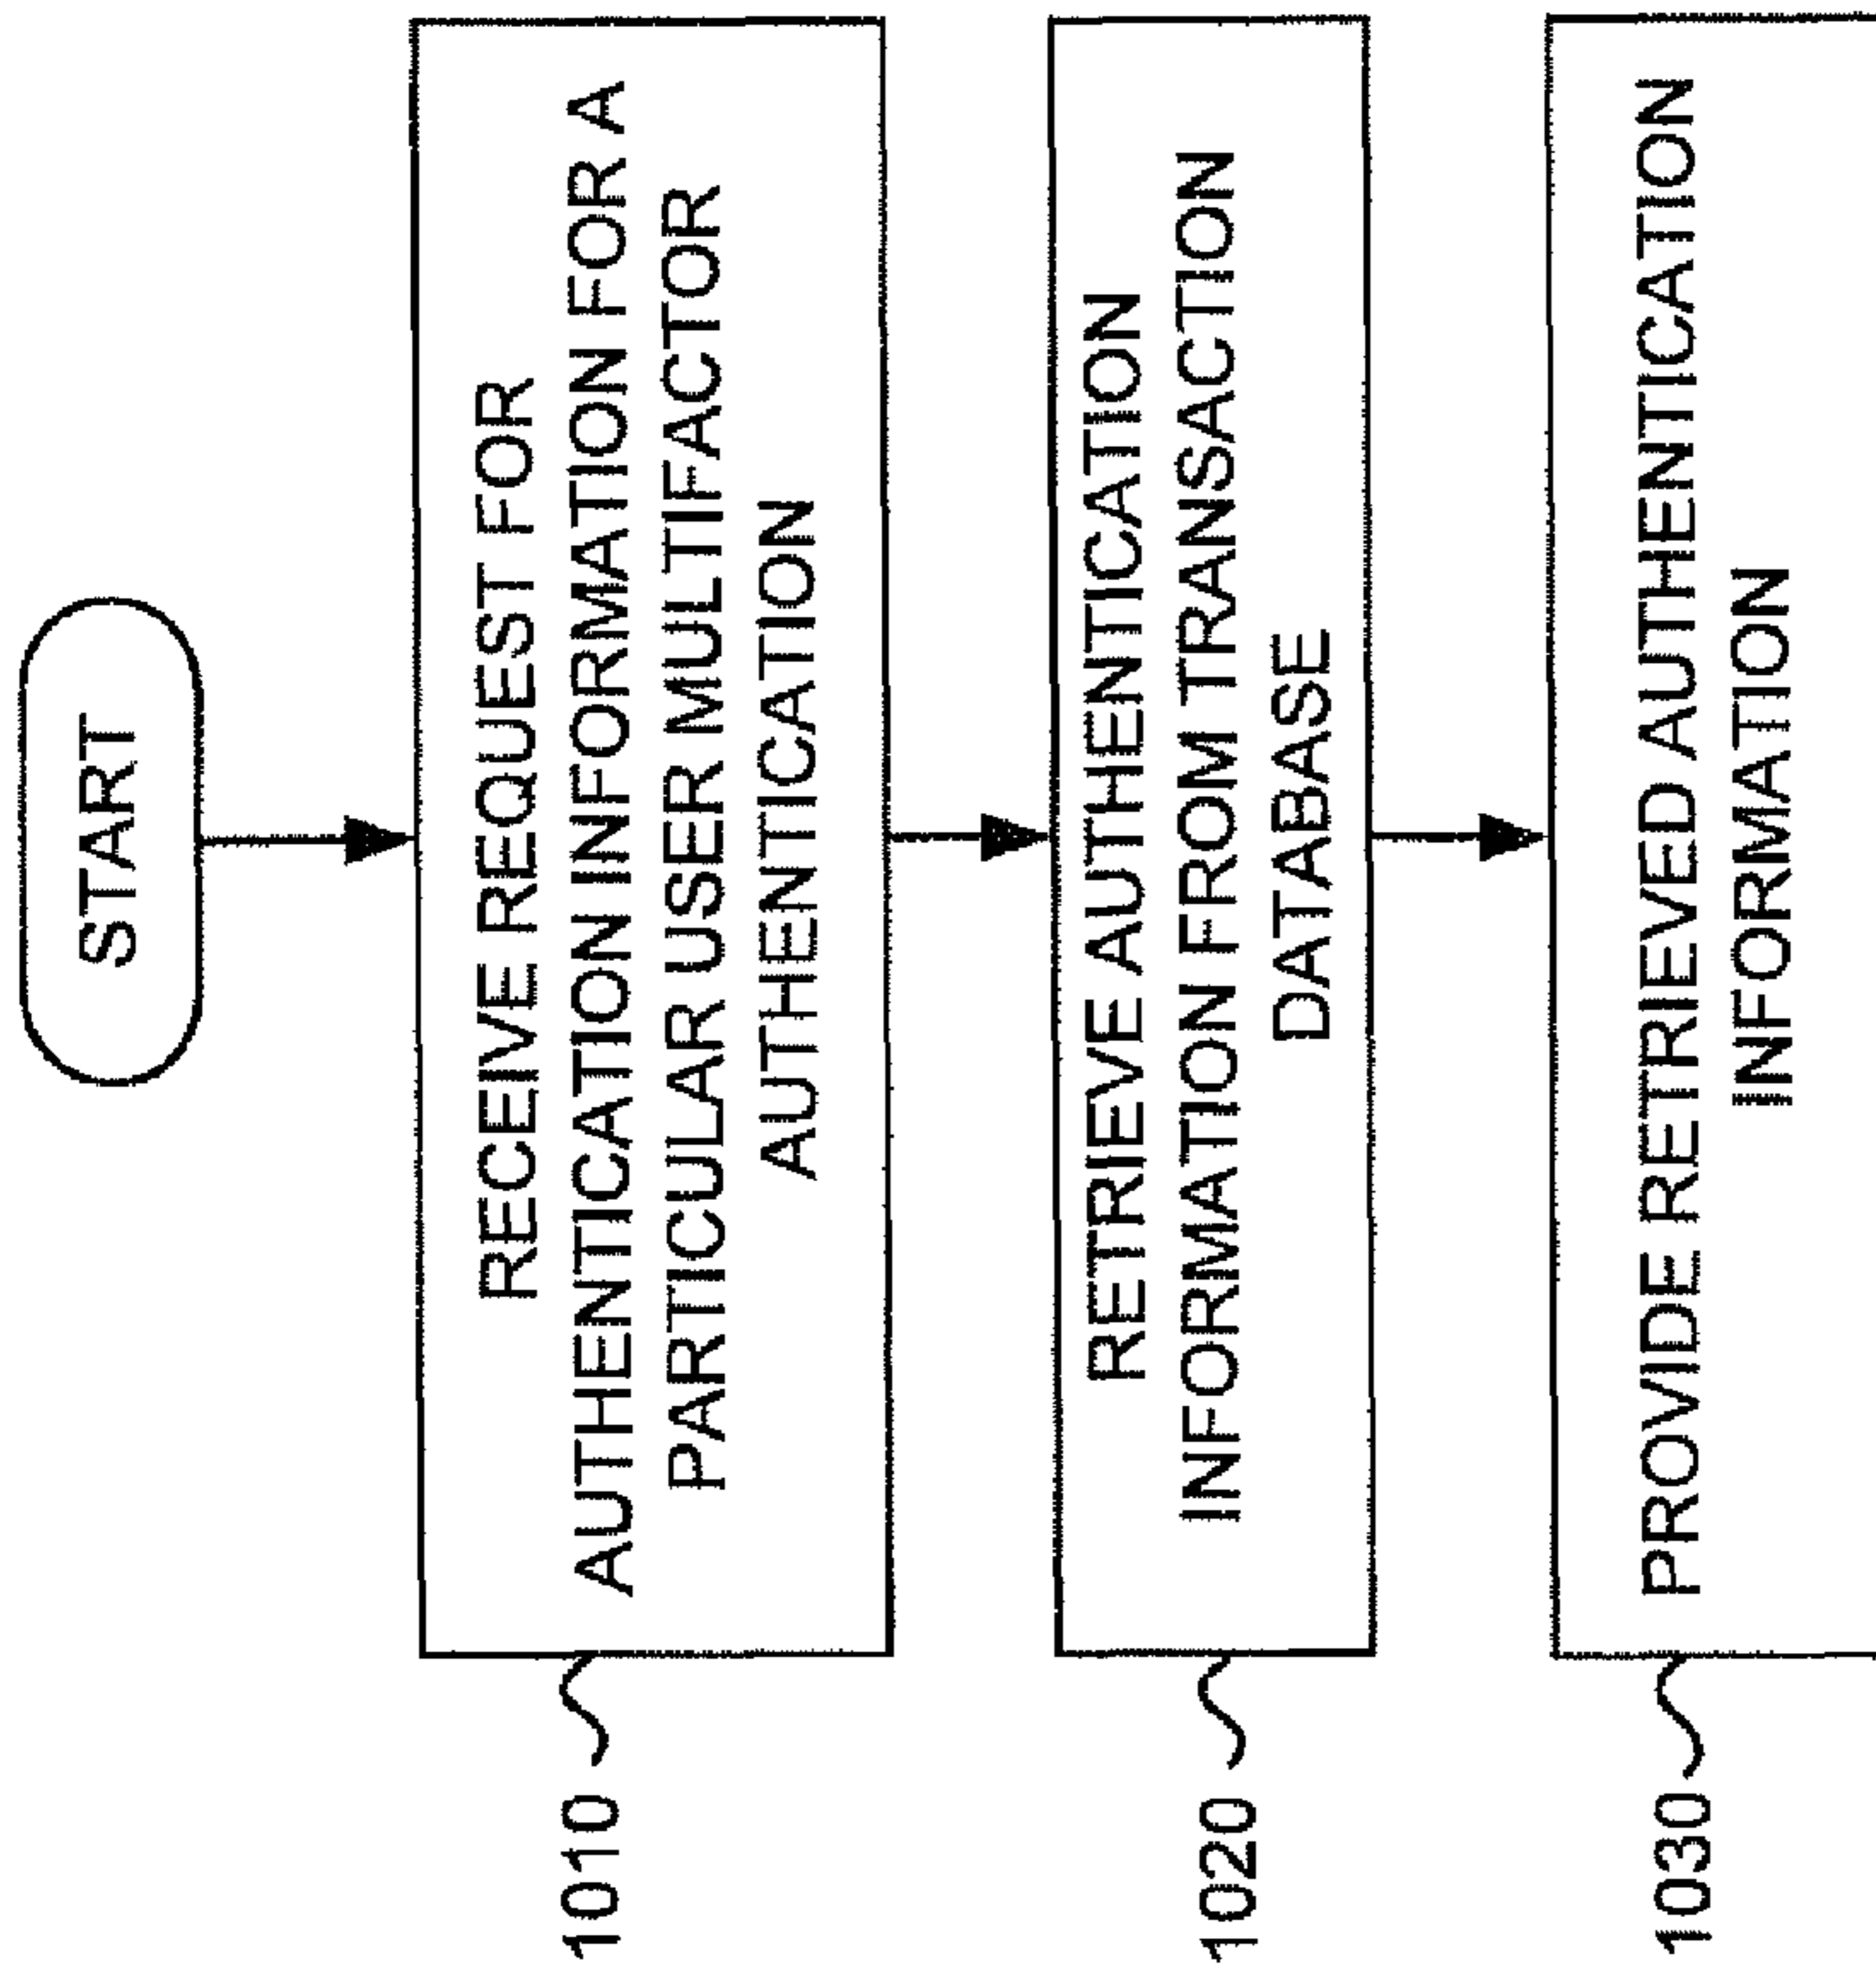 START
1010
RECEIVE REQUEST FOR
AUTHENTICATION INFORMATION FOR A
PARTICULAR USER MULTIFACTOR
AUTHENTICATION
1020
RETRIEVE AUTHENTICATION
INFORMATION FROM TRANSACTION
DATABASE
1030
PROVIDE RETRIEVED AUTHENTICATION
INFORMATION